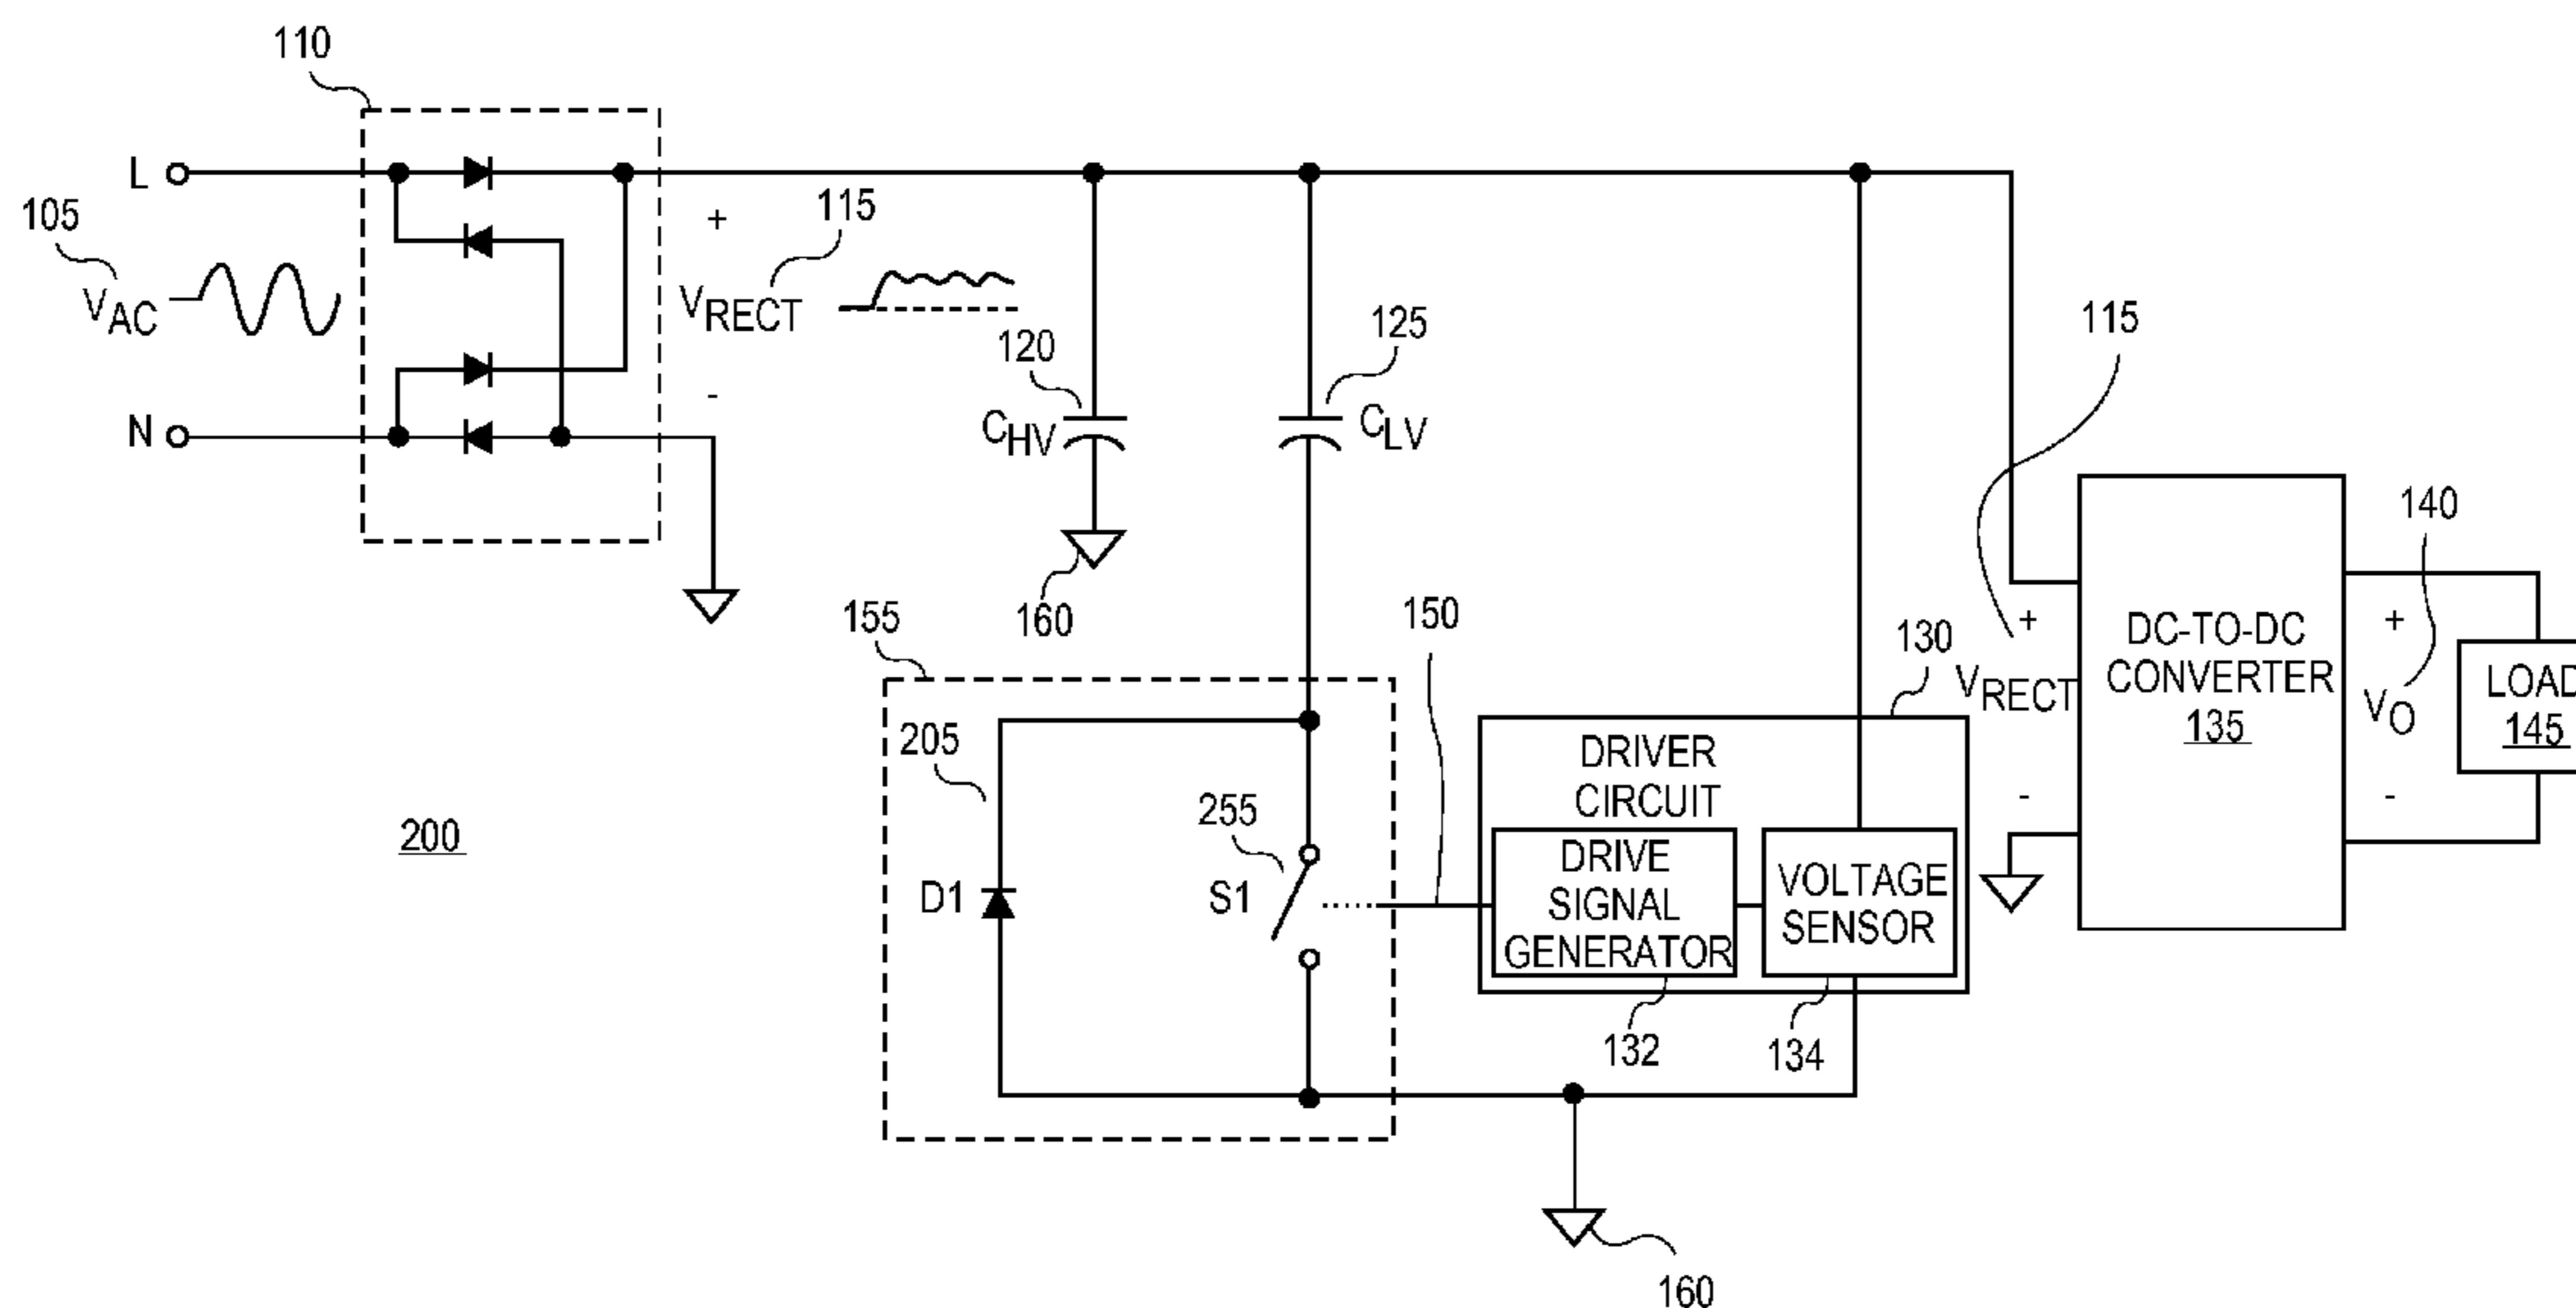 110
L
105
VAC
N
+
115
VRECT
-
120
CHV
160
125
CLV
155
205
D1
255
S1
200
150
130
DRIVER
CIRCUIT
DRIVE
SIGNAL
GENERATOR
132
VOLTAGE
SENSOR
134
160
115
+
VRECT
-
DC-TO-DC
CONVERTER
135
140
+
VO
-
LOAD
145